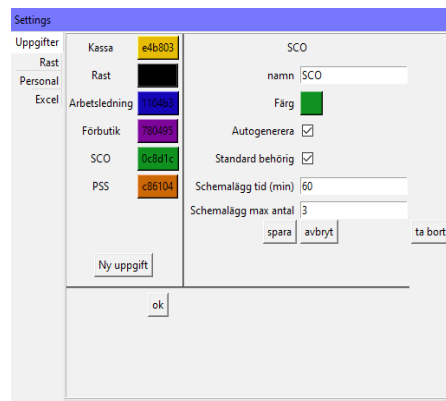 Settings
Uppgifter
Rast
Personal
Excel
Kassa e4b803
Rast
Arbetsledning 1104b3
Förbutik 780495
SCO 0c8d1c
PSS c86104
Ny uppgift
SCO
namn SCO
Färg
Autogenerera
Standard behörig
Schemalägg tid (min) 60
Schemalägg max antal 3
spara avbryt ta bort
ok